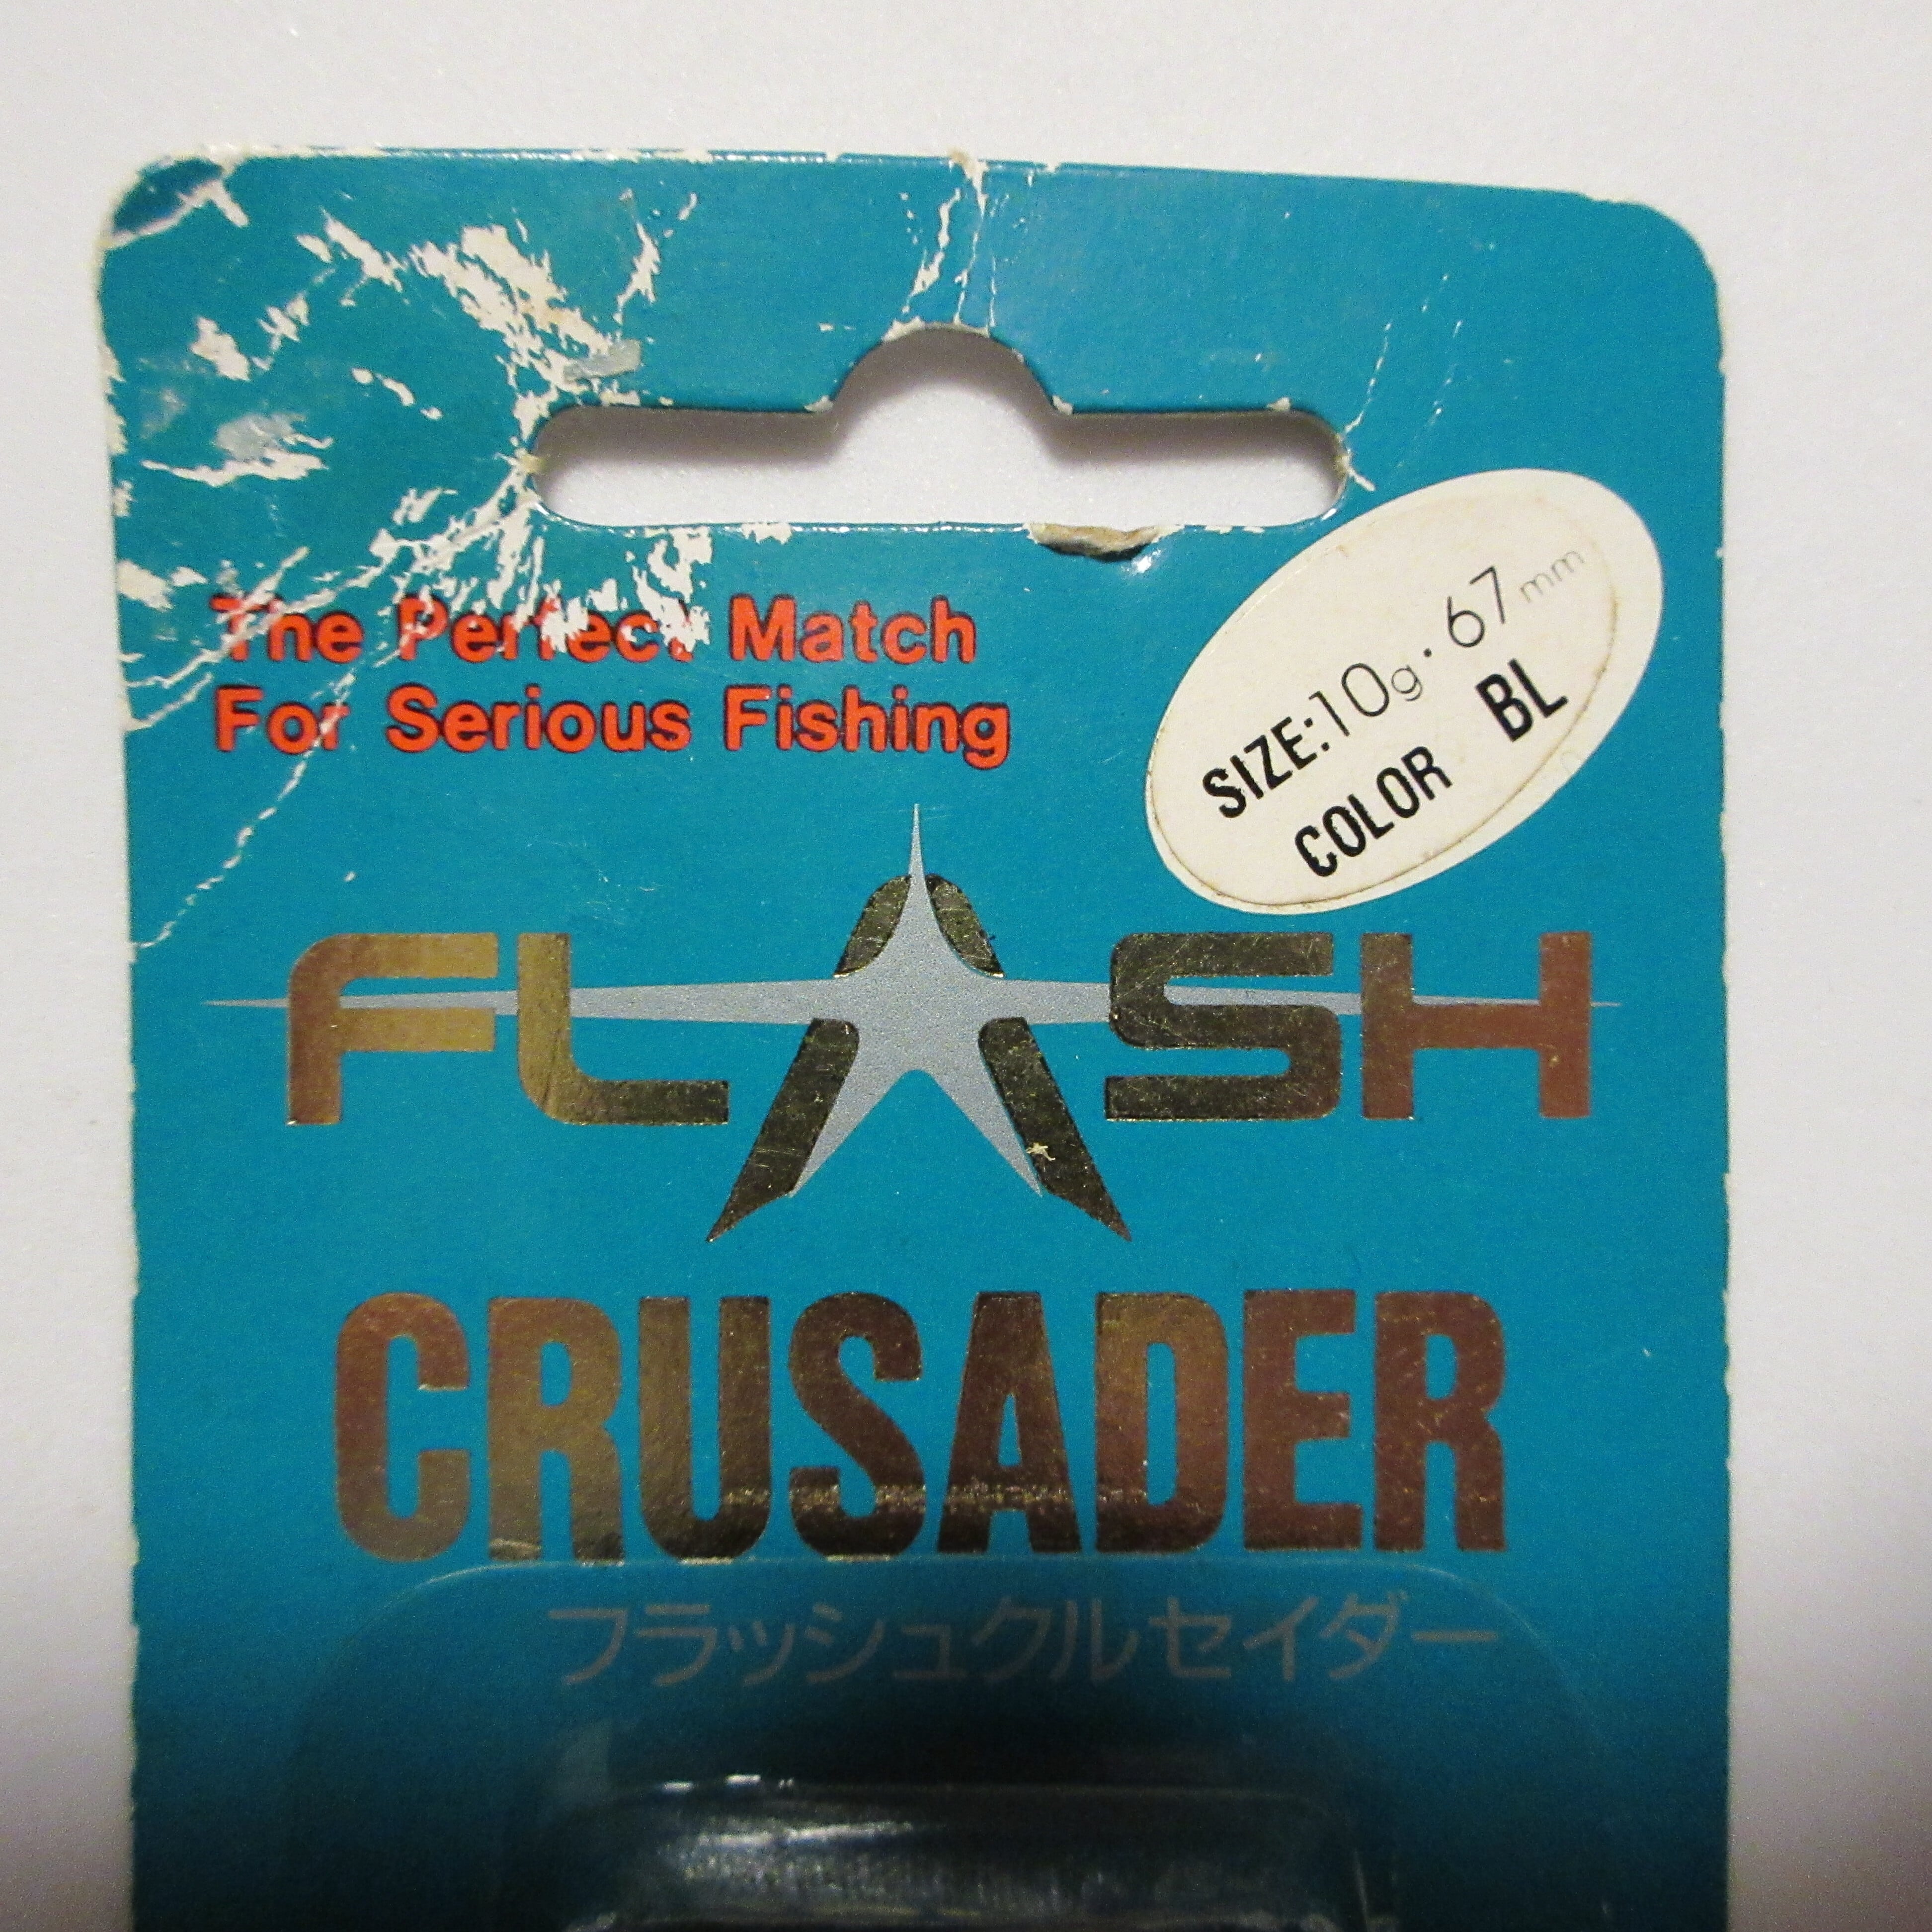 The Perfect Match
For Serious Fishing
SIZE:10g・67mm
COLOR BL
FLASH
CRUSADER
フラッシュクルセイダー